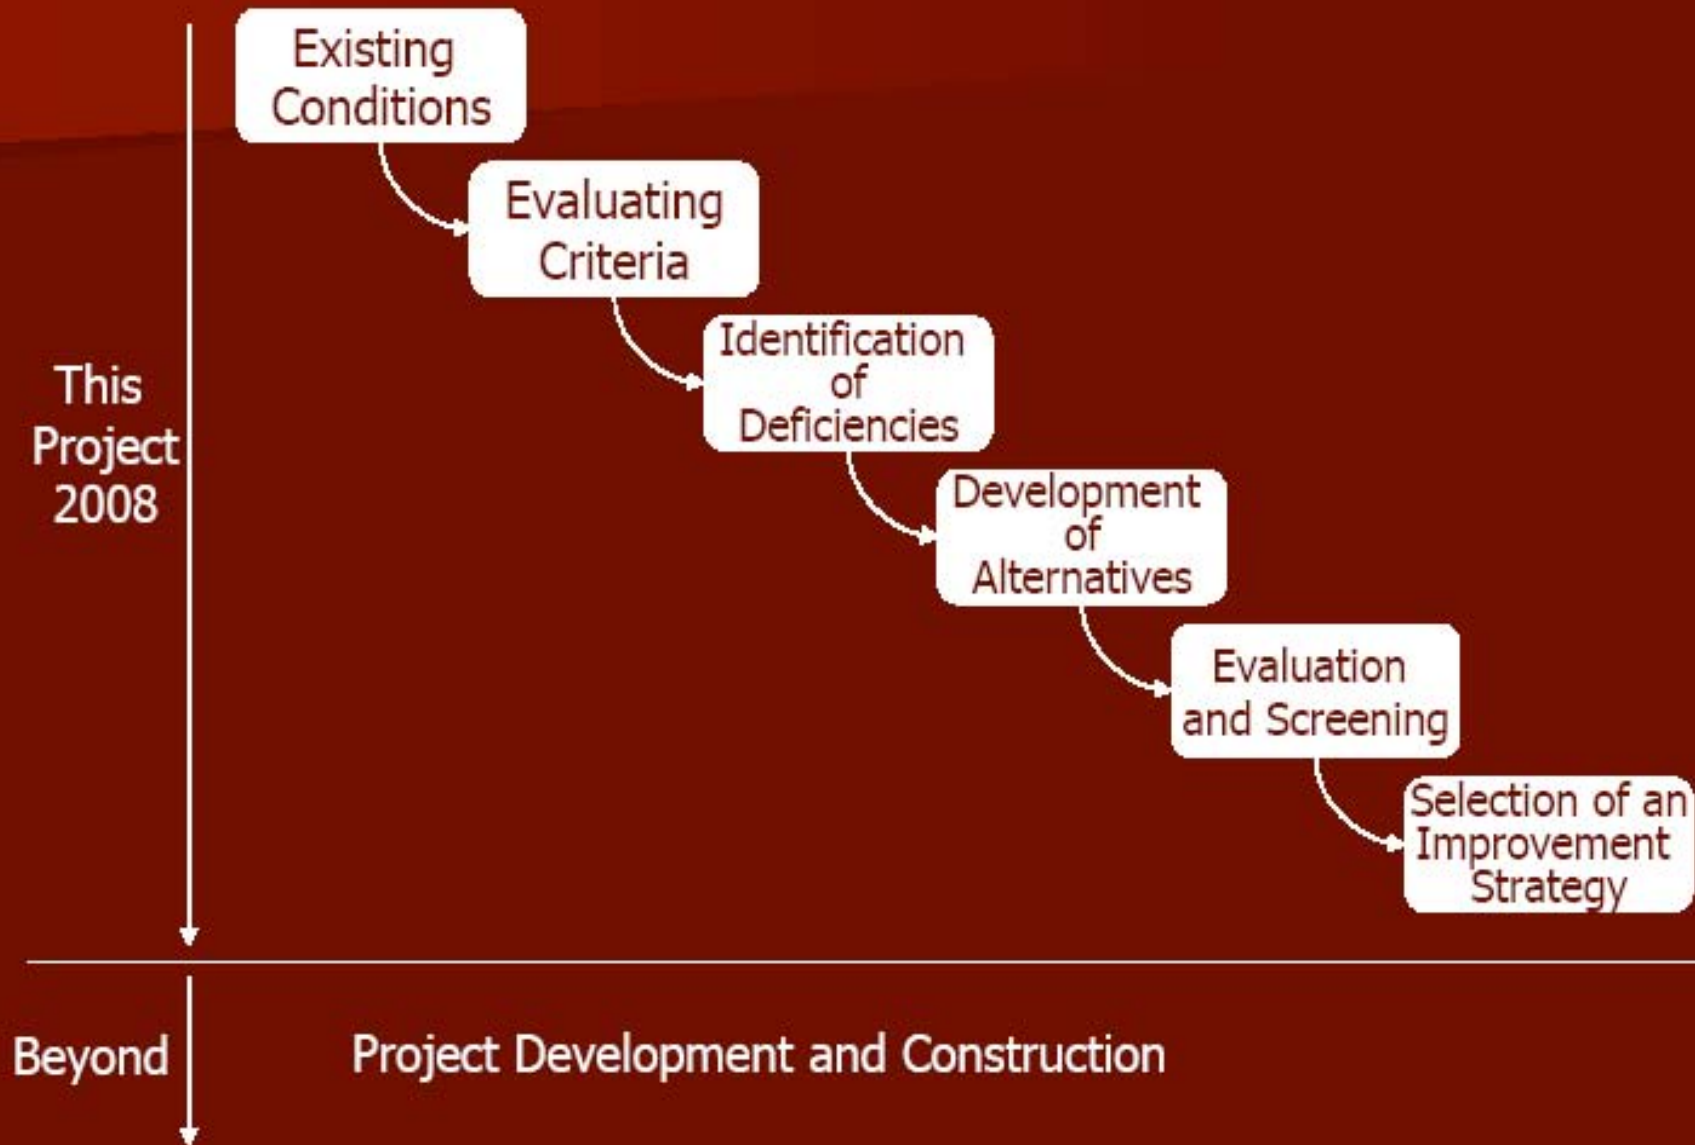 Existing
Conditions
Evaluating
Criteria
Identification
of
Deficiencies
This
Project
2008
Development
of
Alternatives
Evaluation
and Screening
Selection of an
Improvement
Strategy
Beyond
Project Development and Construction